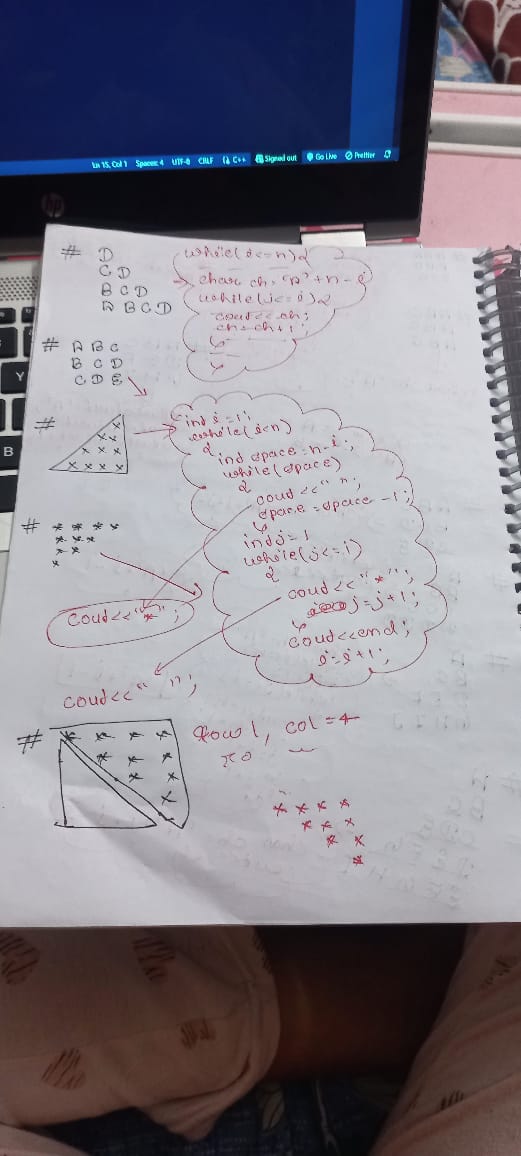 Ln 15, Col 1 Spaces: 4 UTF-8 CRLF C++ Signed out Go Live Prettier
hp
Y
B
# D
C D
B C D
A B C D
while(i<=n){
char ch = 'A'+n-i
while(j<=i){
cout<<ch;
ch=ch+1;
}
}
# A B C
B C D
C D E
#
*
* *
* * *
* * * *
int i=1;
while(i<n)
{
int space=n-i;
while(space)
{
cout <<" ";
space=space-1;
}
int j=1
while(j<=i)
{
cout<<"*";
j=j+1;
}
cout<<end;
i=i+1;
# * * * *
* * *
* *
*
cout<<"*";
cout<<" ";
# * * * *
* * *
* *
*
Row 1, col=4
* * * *
* * *
* *
*